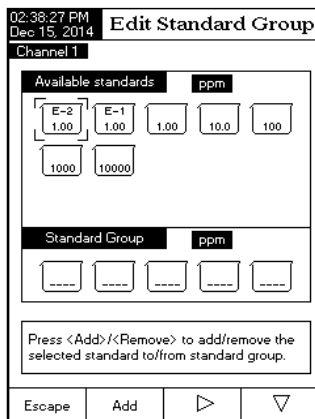 02:38:27 PM
Dec 15, 2014
Edit Standard Group
Channel 1
Available standards ppm
E-2 E-1
1.00 1.00 1.00 10.0 100
1000 10000
Standard Group ppm
---- ---- ---- ---- ----
Press <Add>/<Remove> to add/remove the
selected standard to/from standard group.
Escape Add